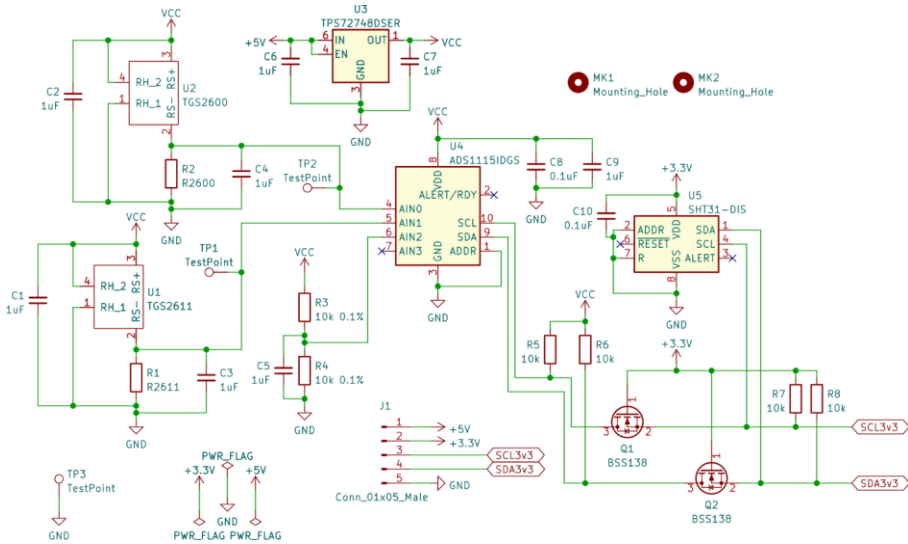 U3
TPS72748DSER
+5V
6 IN OUT 1
4 EN
GND
3
VCC
C6
1uF
C7
1uF
GND
VCC
3
RS+
4 RH_2
1 RH_1
RS-
2
U2
TGS2600
C2
1uF
R2
R2600
C4
1uF
GND
TP2
TestPoint
MK1
Mounting_Hole
MK2
Mounting_Hole
VCC
U4
ADS1115IDGS
8
VDD
ALERT/RDY 2
4 AIN0
5 AIN1
6 AIN2
7 AIN3
SCL 10
SDA 9
ADDR 1
GND
3
GND
C8
0.1uF
C9
1uF
GND
+3.3V
U5
SHT31-DIS
5
VDD
2 ADDR
6 RESET
7 R
SDA 1
SCL 4
ALERT 3
VSS
8
GND
C10
0.1uF
VCC
3
RS+
4 RH_2
1 RH_1
RS-
2
U1
TGS2611
C1
1uF
R1
R2611
C3
1uF
GND
TP1
TestPoint
VCC
R3
10k 0.1%
R4
10k 0.1%
C5
1uF
GND
VCC
R5
10k
R6
10k
+3.3V
R7
10k
R8
10k
1
3 2
Q1
BSS138
1
3 2
Q2
BSS138
SCL3v3
SDA3v3
J1
1 +5V
2 +3.3V
3 SCL3v3
4 SDA3v3
5 GND
Conn_01x05_Male
TP3
TestPoint
GND
PWR_FLAG
+3.3V
+5V
GND
PWR_FLAG PWR_FLAG